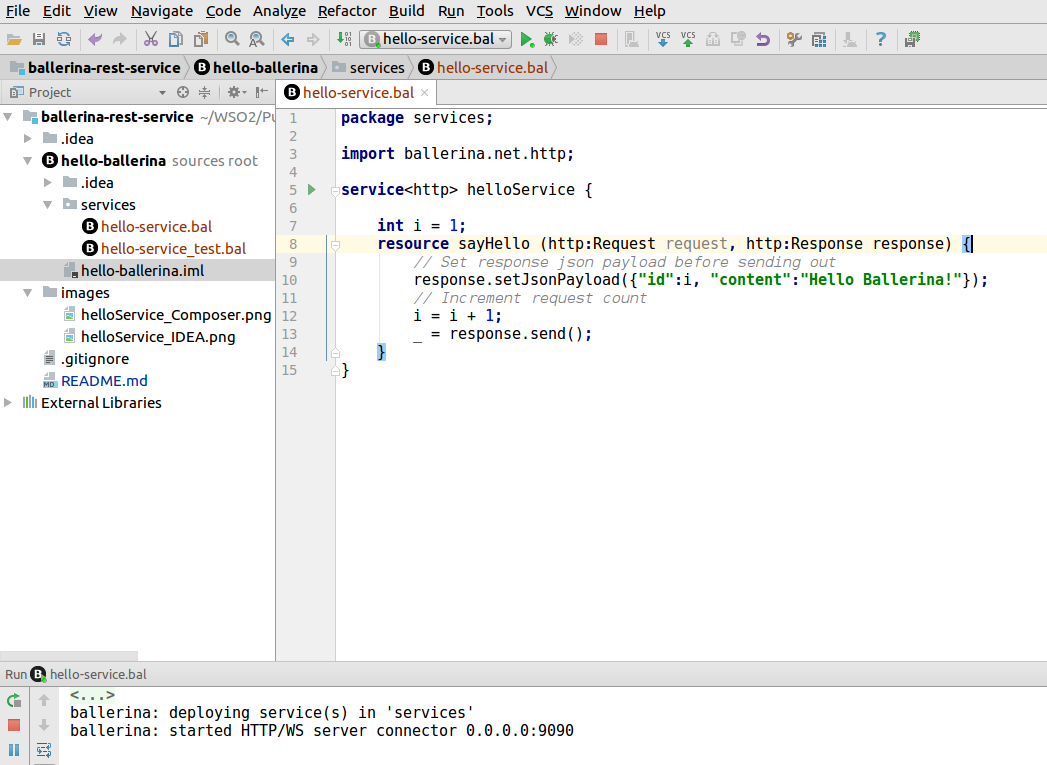 File Edit View Navigate Code Analyze Refactor Build Run Tools VCS Window Help
hello-service.bal VCS VCS
ballerina-rest-service hello-ballerina services hello-service.bal
Project
hello-service.bal
ballerina-rest-service ~/WSO2/Pu
.idea
hello-ballerina sources root
.idea
services
hello-service.bal
hello-service_test.bal
hello-ballerina.iml
images
helloService_Composer.png
helloService_IDEA.png
.gitignore
README.md
External Libraries
1 package services;
2
3 import ballerina.net.http;
4
5 service<http> helloService {
6
7 int i = 1;
8 resource sayHello (http:Request request, http:Response response) {
9 // Set response json payload before sending out
10 response.setJsonPayload({"id":i, "content":"Hello Ballerina!"});
11 // Increment request count
12 i = i + 1;
13 _ = response.send();
14 }
15 }
Run hello-service.bal
<...>
ballerina: deploying service(s) in 'services'
ballerina: started HTTP/WS server connector 0.0.0.0:9090